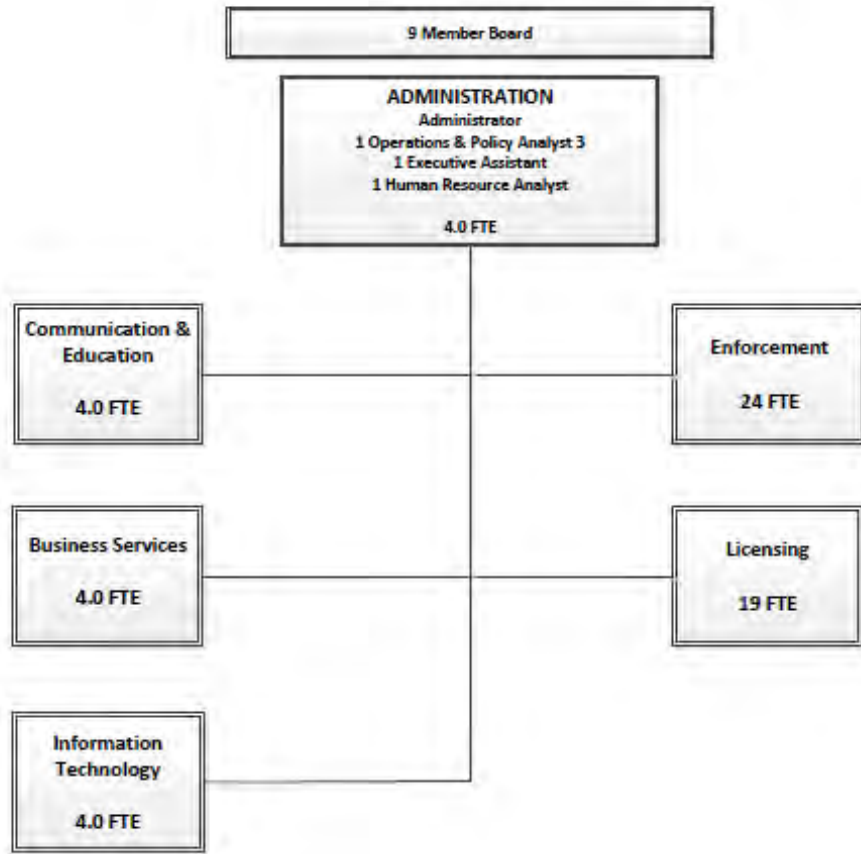 9 Member Board
ADMINISTRATION
Administrator
1 Operations & Policy Analyst 3
1 Executive Assistant
1 Human Resource Analyst
4.0 FTE
Communication &
Education
4.0 FTE
Enforcement
24 FTE
Business Services
4.0 FTE
Licensing
19 FTE
Information
Technology
4.0 FTE